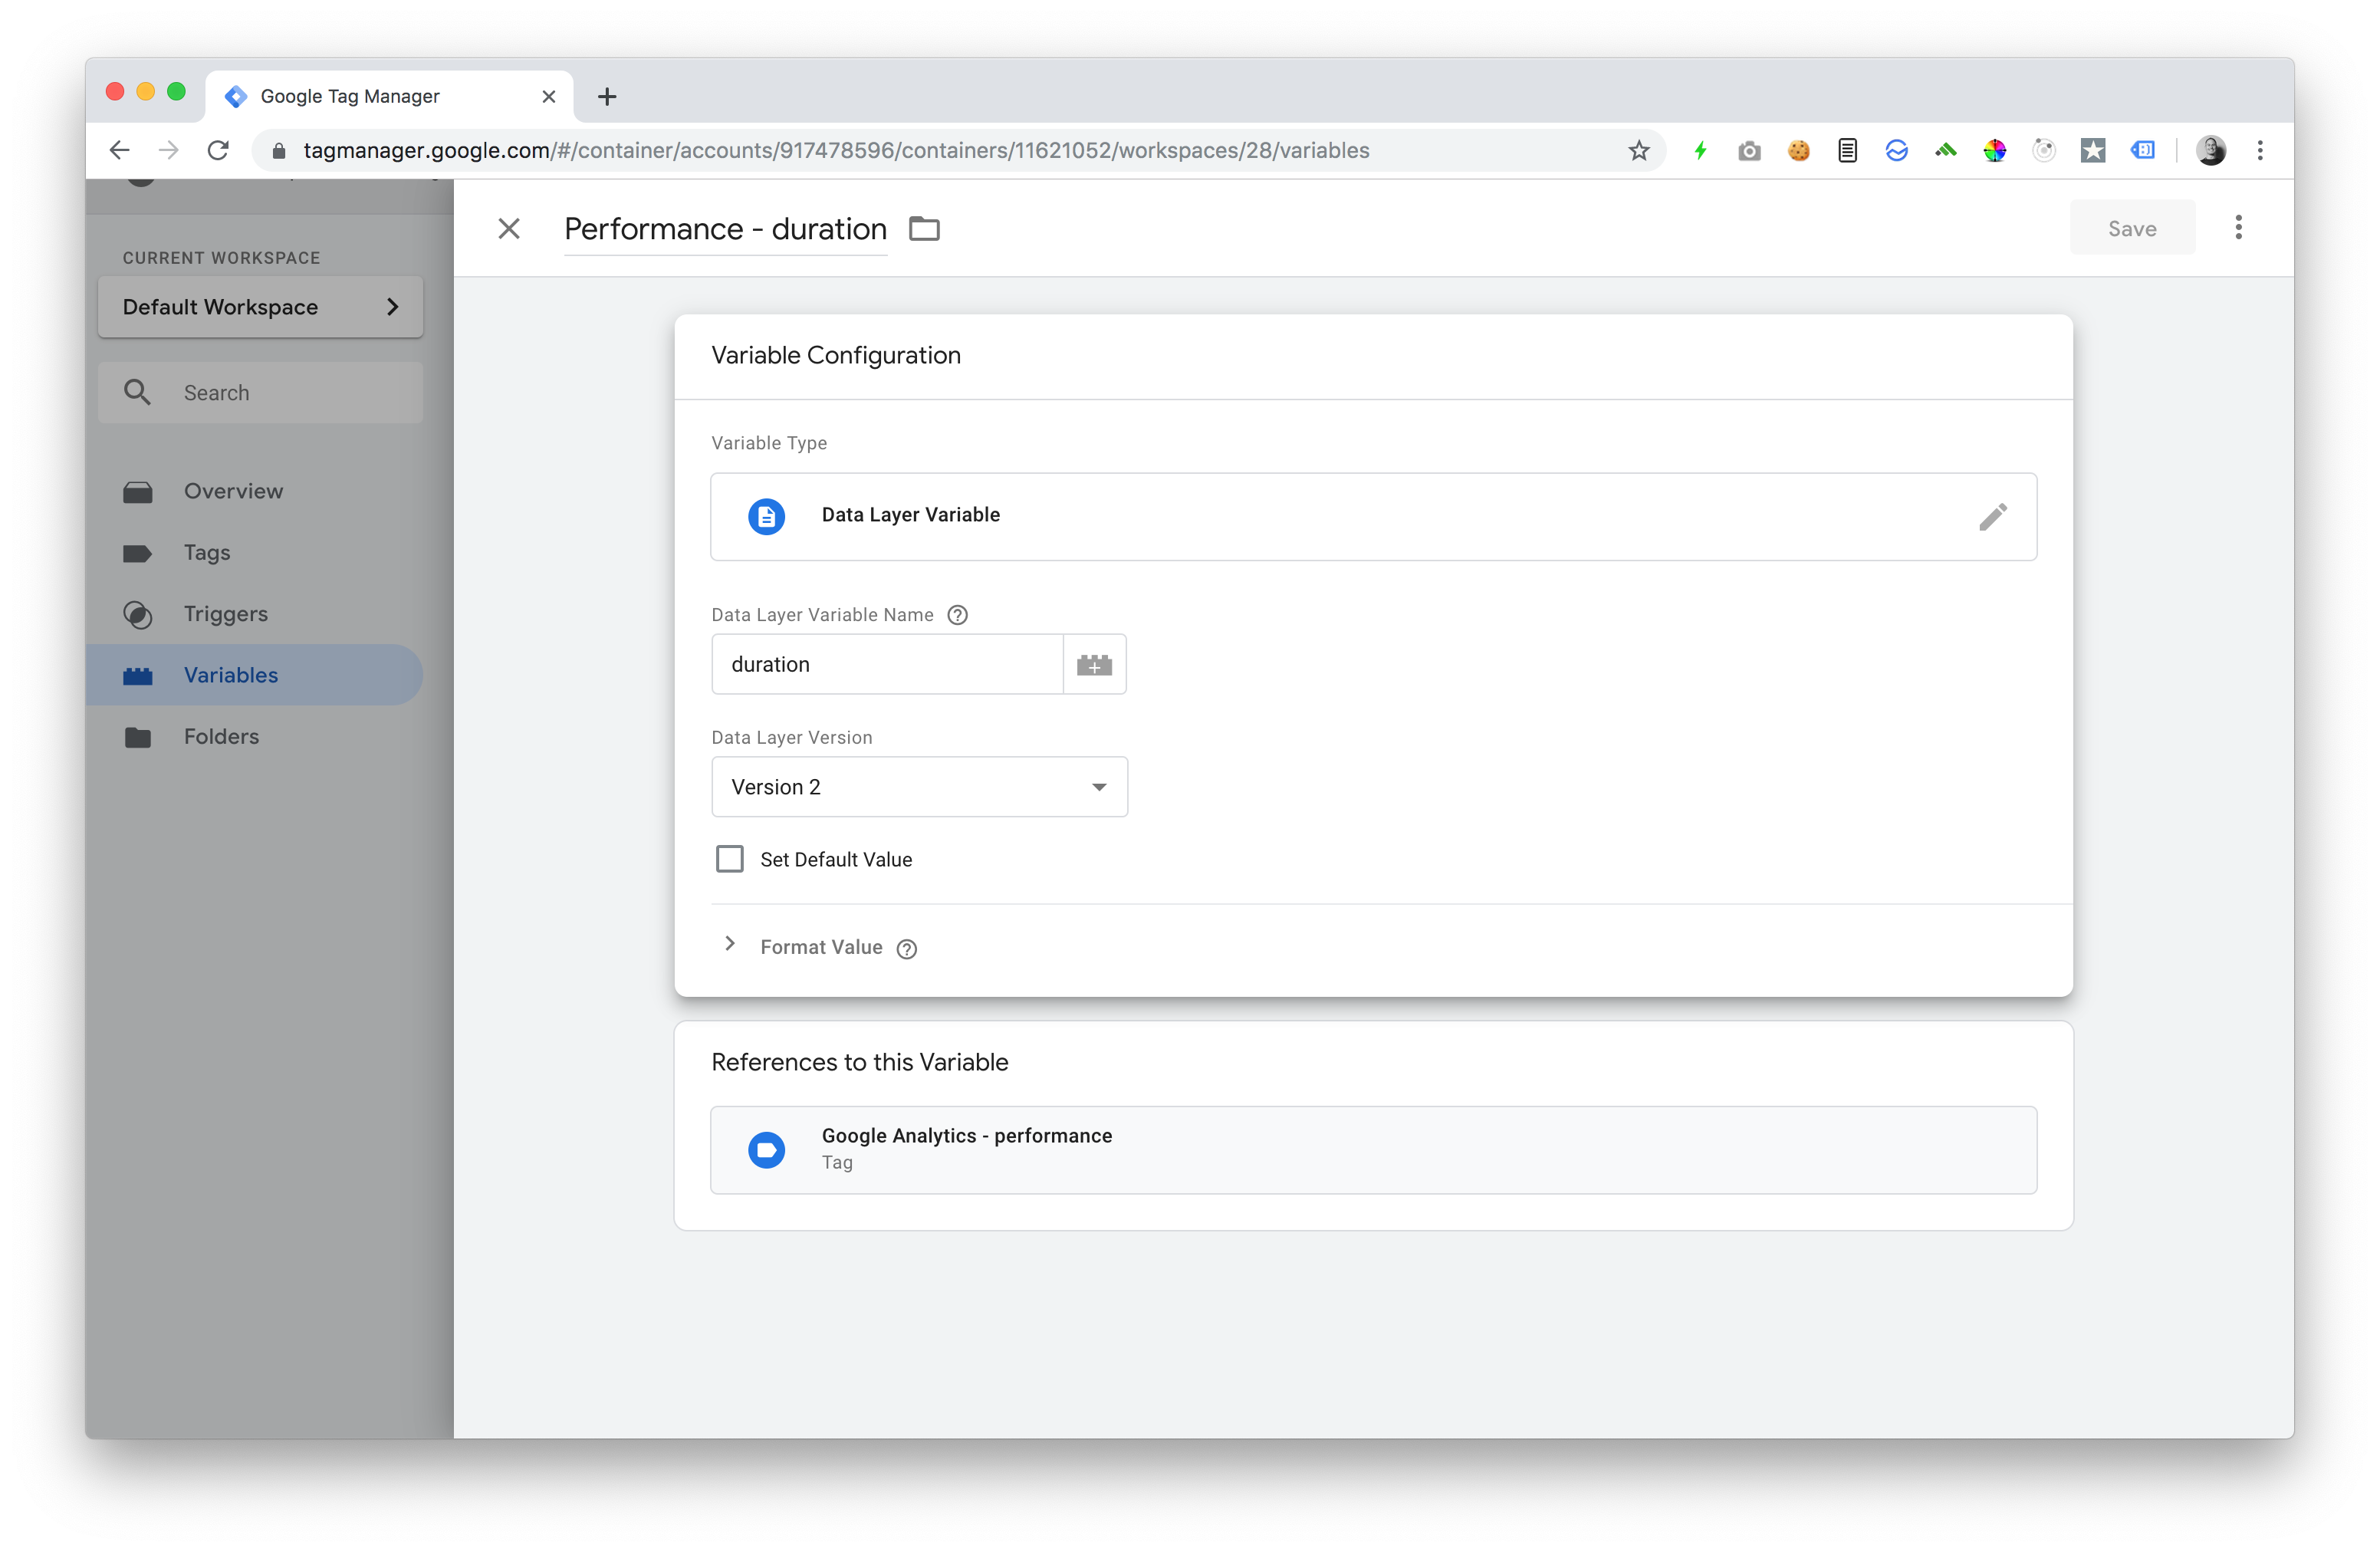 Google Tag Manager
tagmanager.google.com/#/container/accounts/917478596/containers/11621052/workspaces/28/variables
Performance - duration
Save
CURRENT WORKSPACE
Default Workspace
Search
Overview
Tags
Triggers
Variables
Folders
Variable Configuration
Variable Type
Data Layer Variable
Data Layer Variable Name
duration
Data Layer Version
Version 2
Set Default Value
Format Value
References to this Variable
Google Analytics - performance
Tag